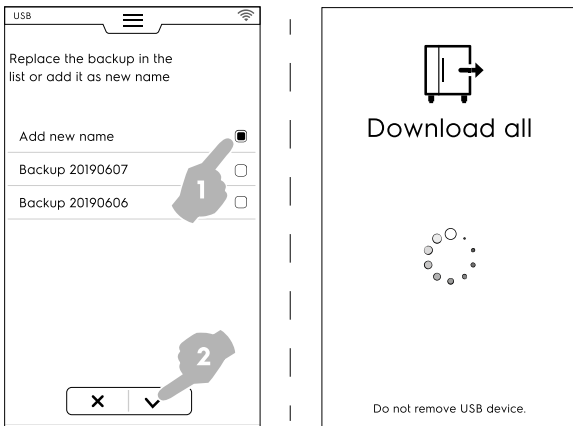 USB
Replace the backup in the
list or add it as new name
Add new name
Backup 20190607
Backup 20190606
1
2
Download all
Do not remove USB device.